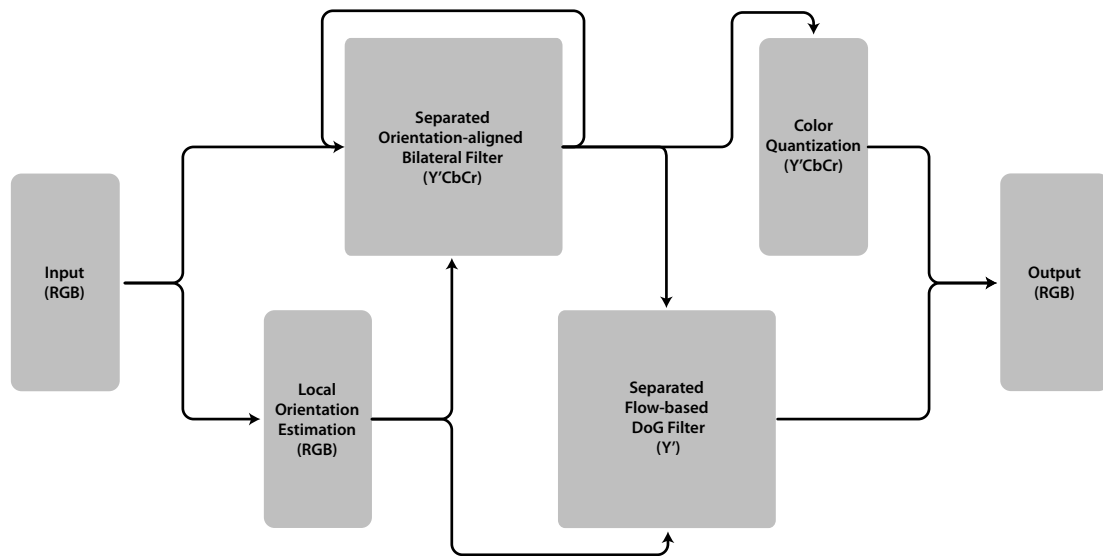 Input
(RGB)
Separated
Orientation-aligned
Bilateral Filter
(Y'CbCr)
Local
Orientation
Estimation
(RGB)
Separated
Flow-based
DoG Filter
(Y')
Color
Quantization
(Y'CbCr)
Output
(RGB)